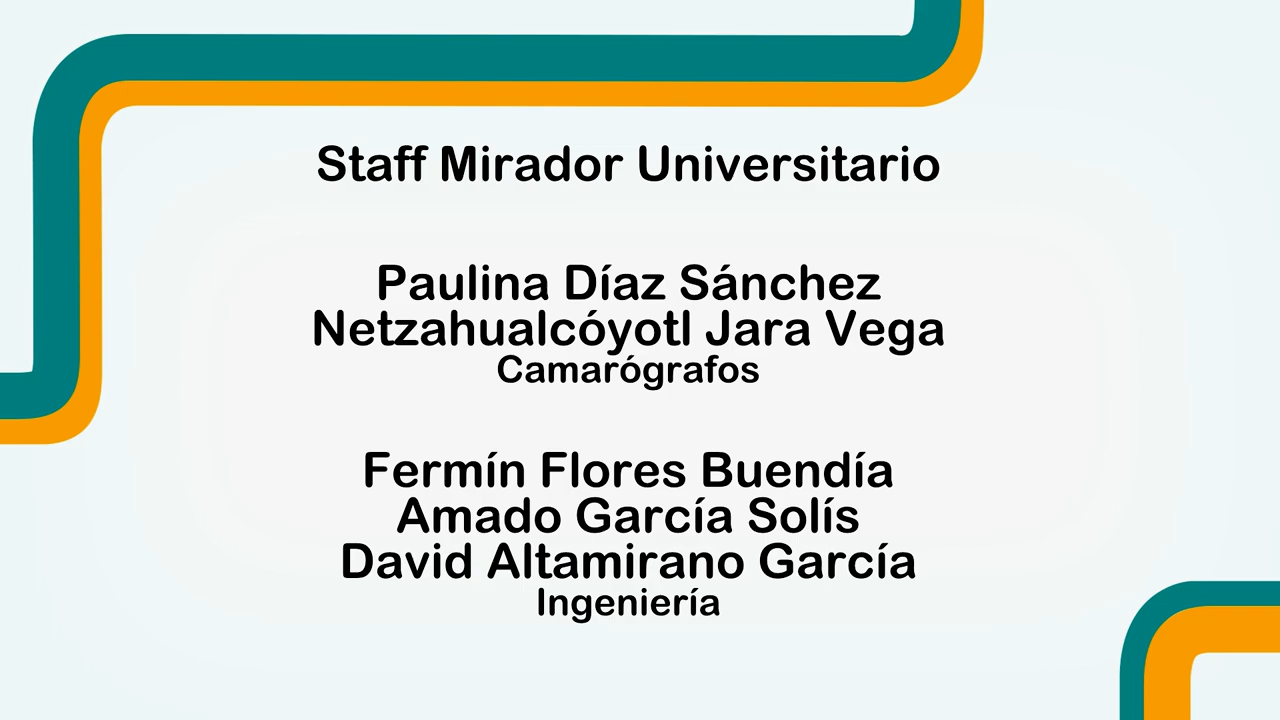 Staff Mirador Universitario
Paulina Díaz Sánchez
Netzahualcóyotl Jara Vega
Camarógrafos
Fermín Flores Buendía
Amado García Solís
David Altamirano García
Ingeniería